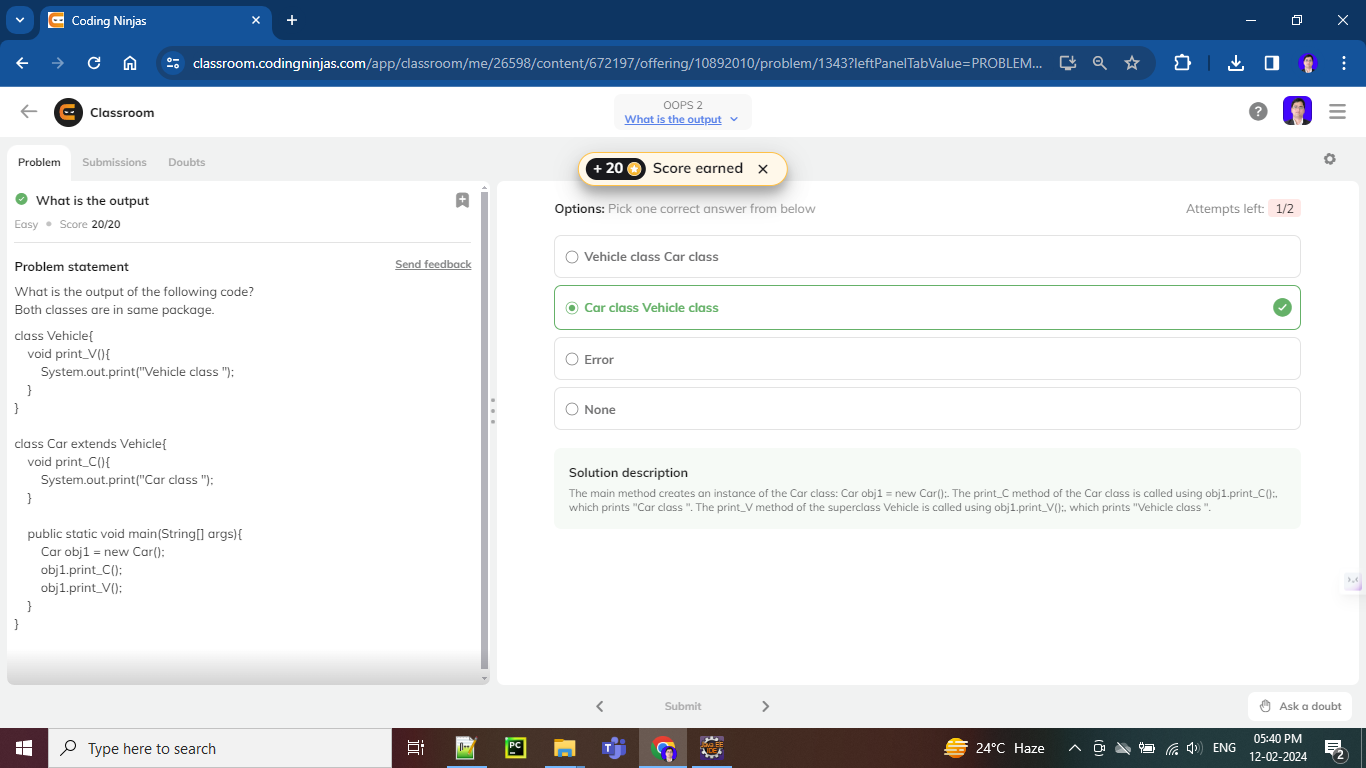 Coding Ninjas
classroom.codingninjas.com/app/classroom/me/26598/content/672197/offering/10892010/problem/1343?leftPanelTabValue=PROBLEM...
Classroom
OOPS 2
What is the output
Problem
Submissions
Doubts
+ 20 Score earned
What is the output
Easy • Score 20/20
Problem statement
Send feedback
What is the output of the following code?
Both classes are in same package.
class Vehicle{
    void print_V(){
        System.out.print("Vehicle class ");
    }
}
class Car extends Vehicle{
    void print_C(){
        System.out.print("Car class ");
    }
    public static void main(String[] args){
        Car obj1 = new Car();
        obj1.print_C();
        obj1.print_V();
    }
}
Options: Pick one correct answer from below
Attempts left: 1/2
Vehicle class Car class
Car class Vehicle class
Error
None
Solution description
The main method creates an instance of the Car class: Car obj1 = new Car();. The print_C method of the Car class is called using obj1.print_C();,
which prints "Car class ". The print_V method of the superclass Vehicle is called using obj1.print_V();, which prints "Vehicle class ".
Submit
Ask a doubt
Type here to search
PC
24°C Haze
ENG
05:40 PM
12-02-2024
2